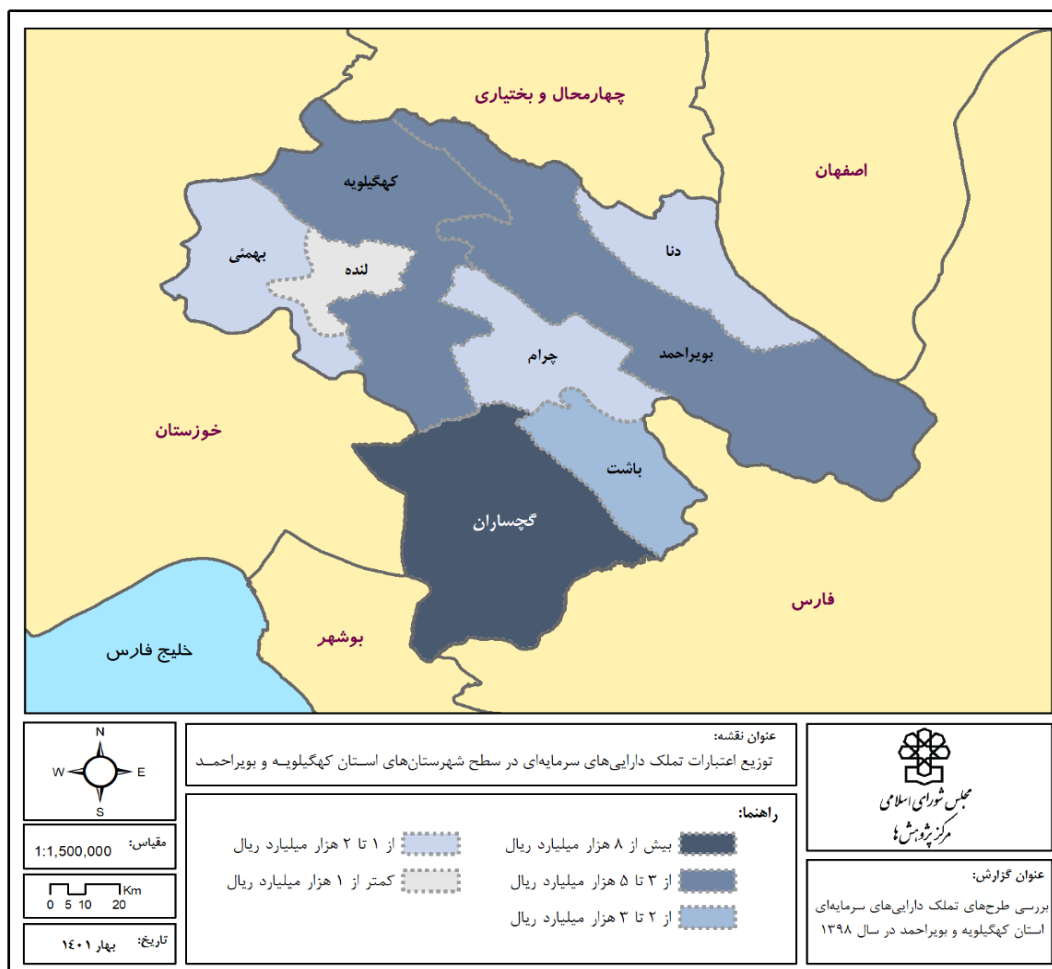 چهارمحال و بختیاری
اصفهان
کهگیلویه
دنا
بهمئی
لنده
بویراحمد
چرام
خوزستان
باشت
گچساران
فارس
بوشهر
خلیج فارس
عنوان نقشه:
توزیع اعتبارات تملک دارایی‌های سرمایه‌ای در سطح شهرستان‌های اسـتان کهگیلویـه و بویراحمـد
راهنما:
بیش از ۸ هزار میلیارد ریال
از ۳ تا ۵ هزار میلیارد ریال
از ۲ تا ۳ هزار میلیارد ریال
از ۱ تا ۲ هزار میلیارد ریال
کمتر از ۱ هزار میلیارد ریال
N
W
E
S
مقیاس:
1:1,500,000
Km
0 5 10 20
تاریخ:
بهار ۱٤۰۱
مجلس شورای اسلامی
مرکز پژوهش‌ها
عنوان گزارش:
بررسی طرح‌های تملک دارایی‌های سرمایه‌ای
استان کهگیلویه و بویراحمد در سال ۱۳۹۸